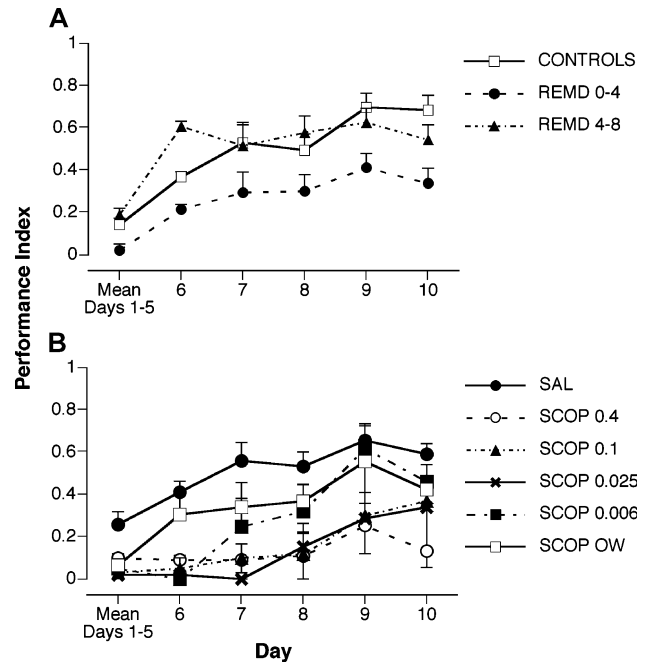 A
1
0.8
0.6
0.4
0.2
0
Mean
Days 1-5
6
7
8
9
10
CONTROLS
REMD 0-4
REMD 4-8
Performance Index
B
1
0.8
0.6
0.4
0.2
0
Mean
Days 1-5
6
7
8
9
10
Day
SAL
SCOP 0.4
SCOP 0.1
SCOP 0.025
SCOP 0.006
SCOP OW